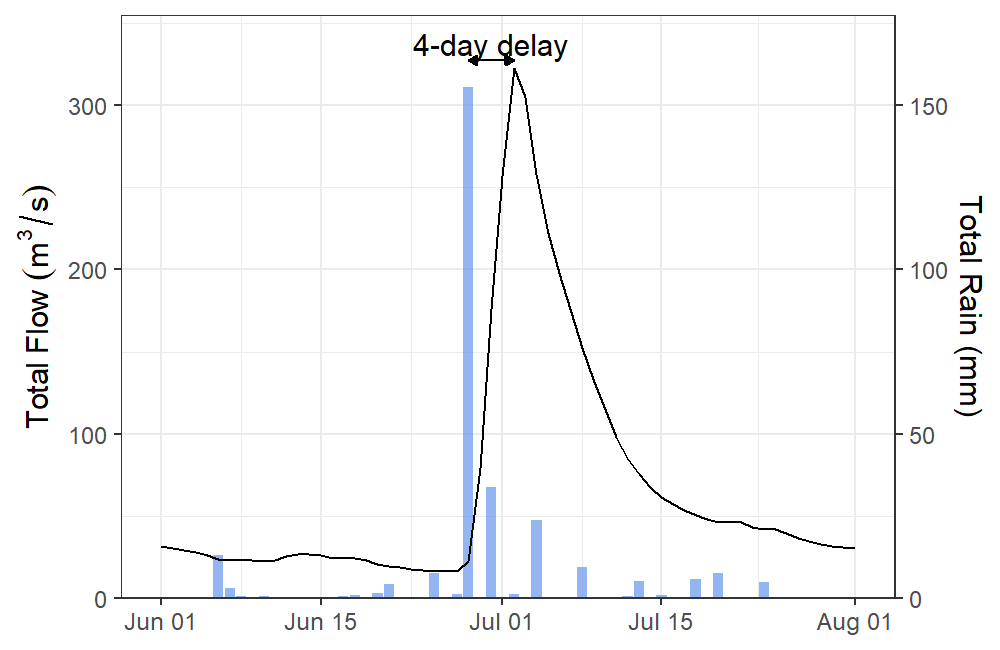 4-day delay
Total Flow (m³/s)
300
200
100
0
150
100
50
0
Total Rain (mm)
Jun 01
Jun 15
Jul 01
Jul 15
Aug 01